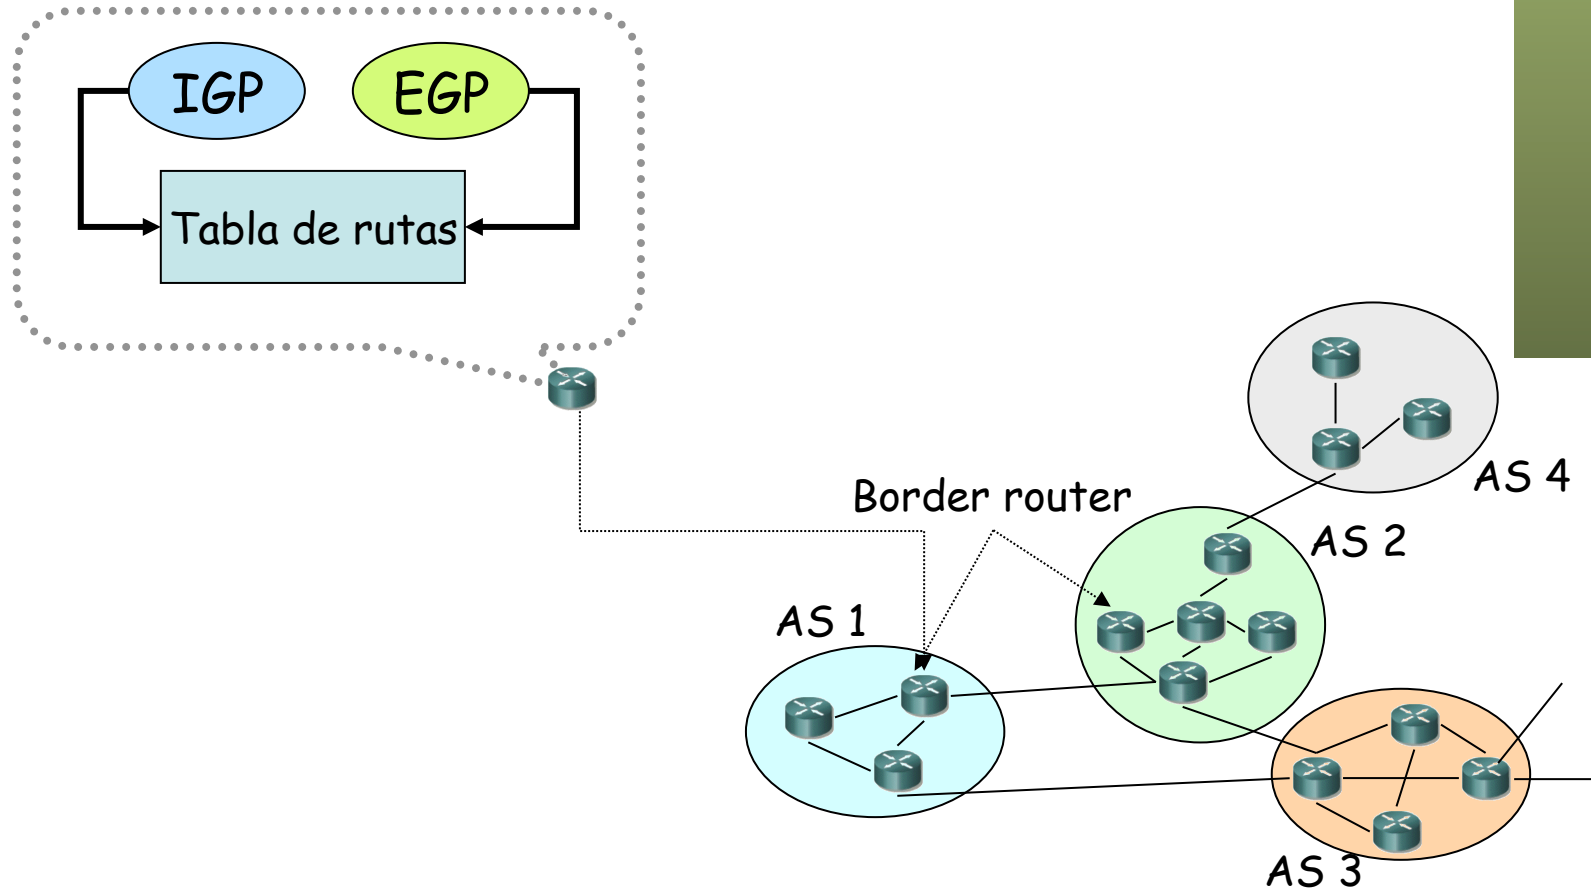 IGP
EGP
Tabla de rutas
Border router
AS 4
AS 2
AS 1
AS 3